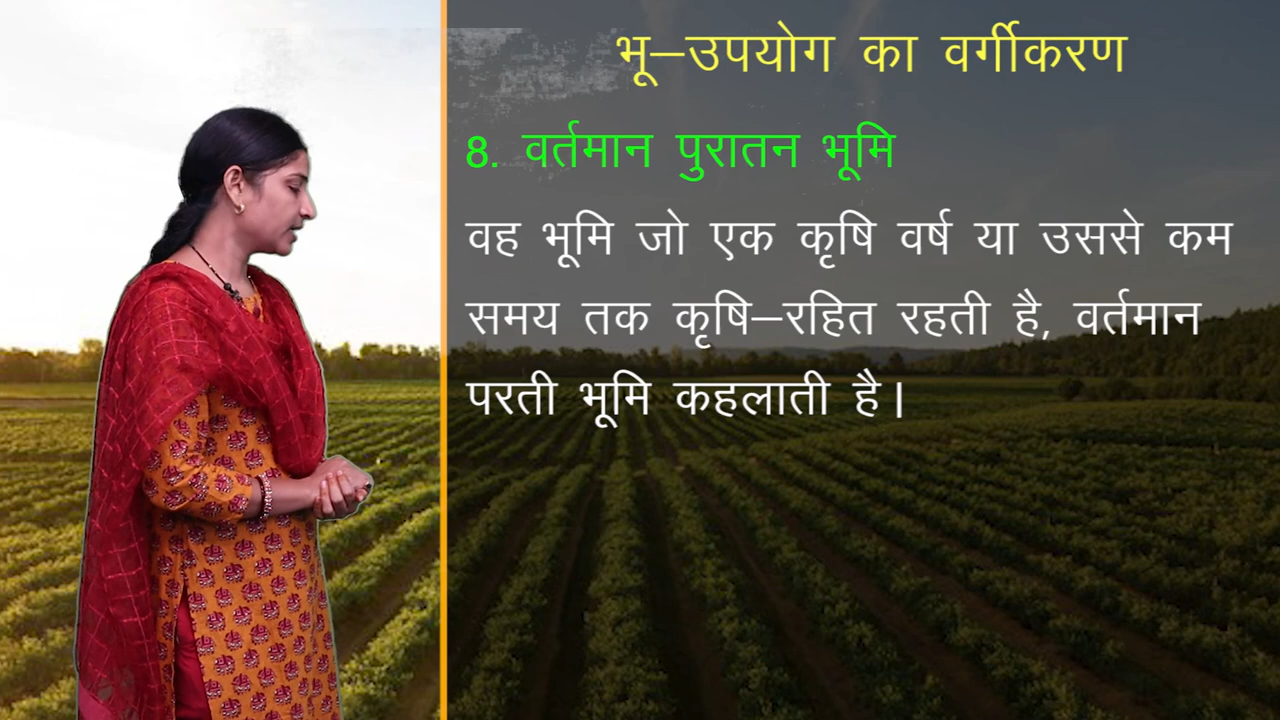 भू–उपयोग का वर्गीकरण
8. वर्तमान पुरातन भूमि
वह भूमि जो एक कृषि वर्ष या उससे कम
समय तक कृषि–रहित रहती है, वर्तमान
परती भूमि कहलाती है।